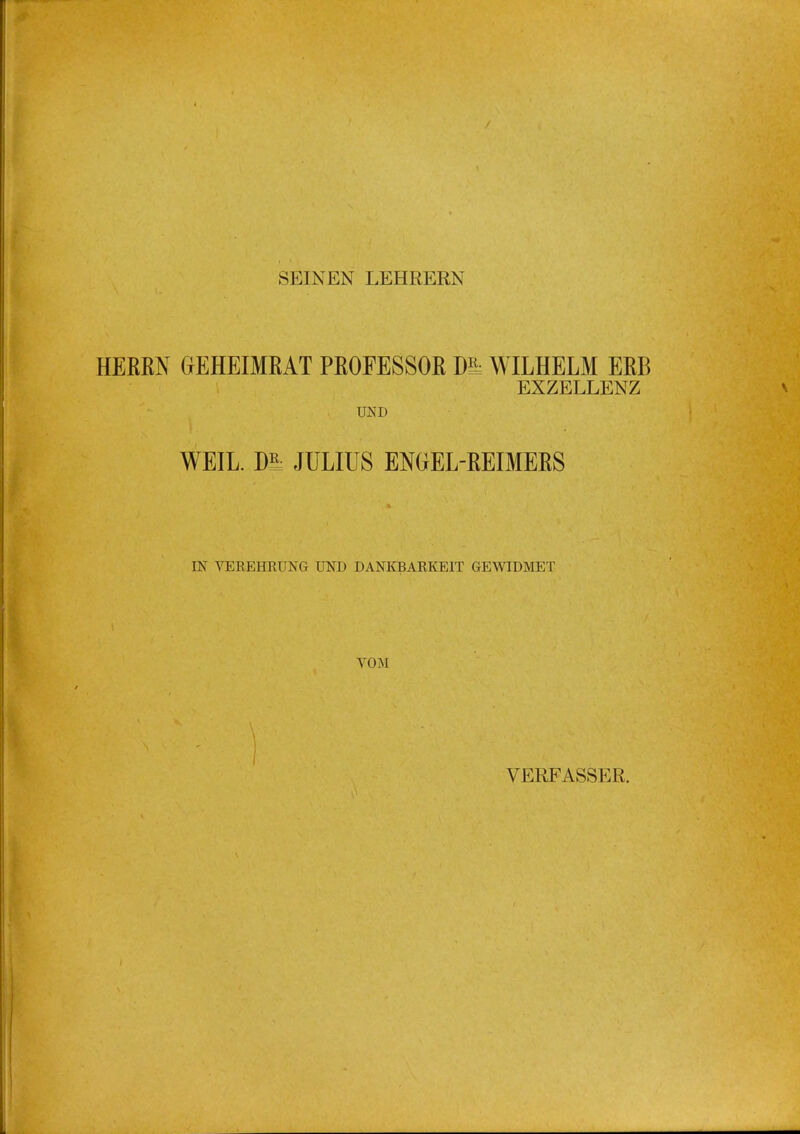 SEINEN LEHRERN
HERRN GEHEIMRAT PROFESSOR DR. WILHELM ERB
EXZELLENZ
UND
WEIL. DR. JULIUS ENGEL-REIMERS
IN VEREHRUNG UND DANKBARKEIT GEWIDMET
VOM
VERFASSER.